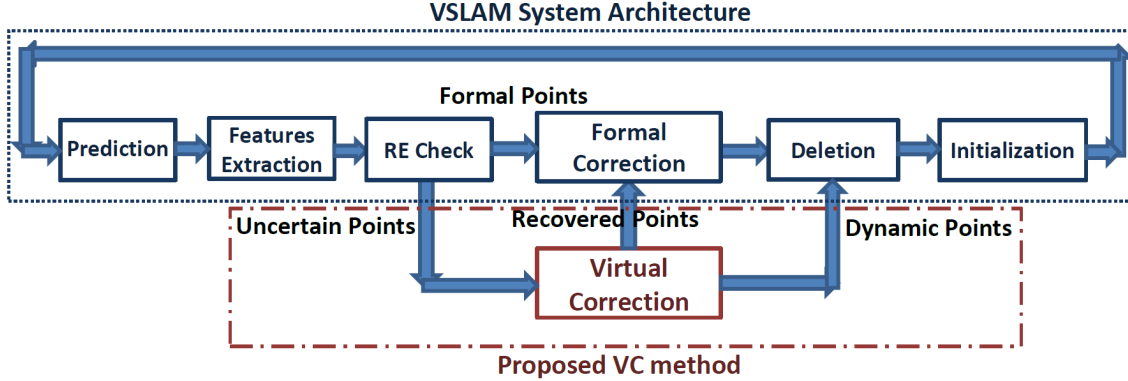 VSLAM System Architecture
Formal Points
Prediction
Features
Extraction
RE Check
Formal
Correction
Deletion
Initialization
Uncertain Points
Recovered Points
Dynamic Points
Virtual
Correction
Proposed VC method